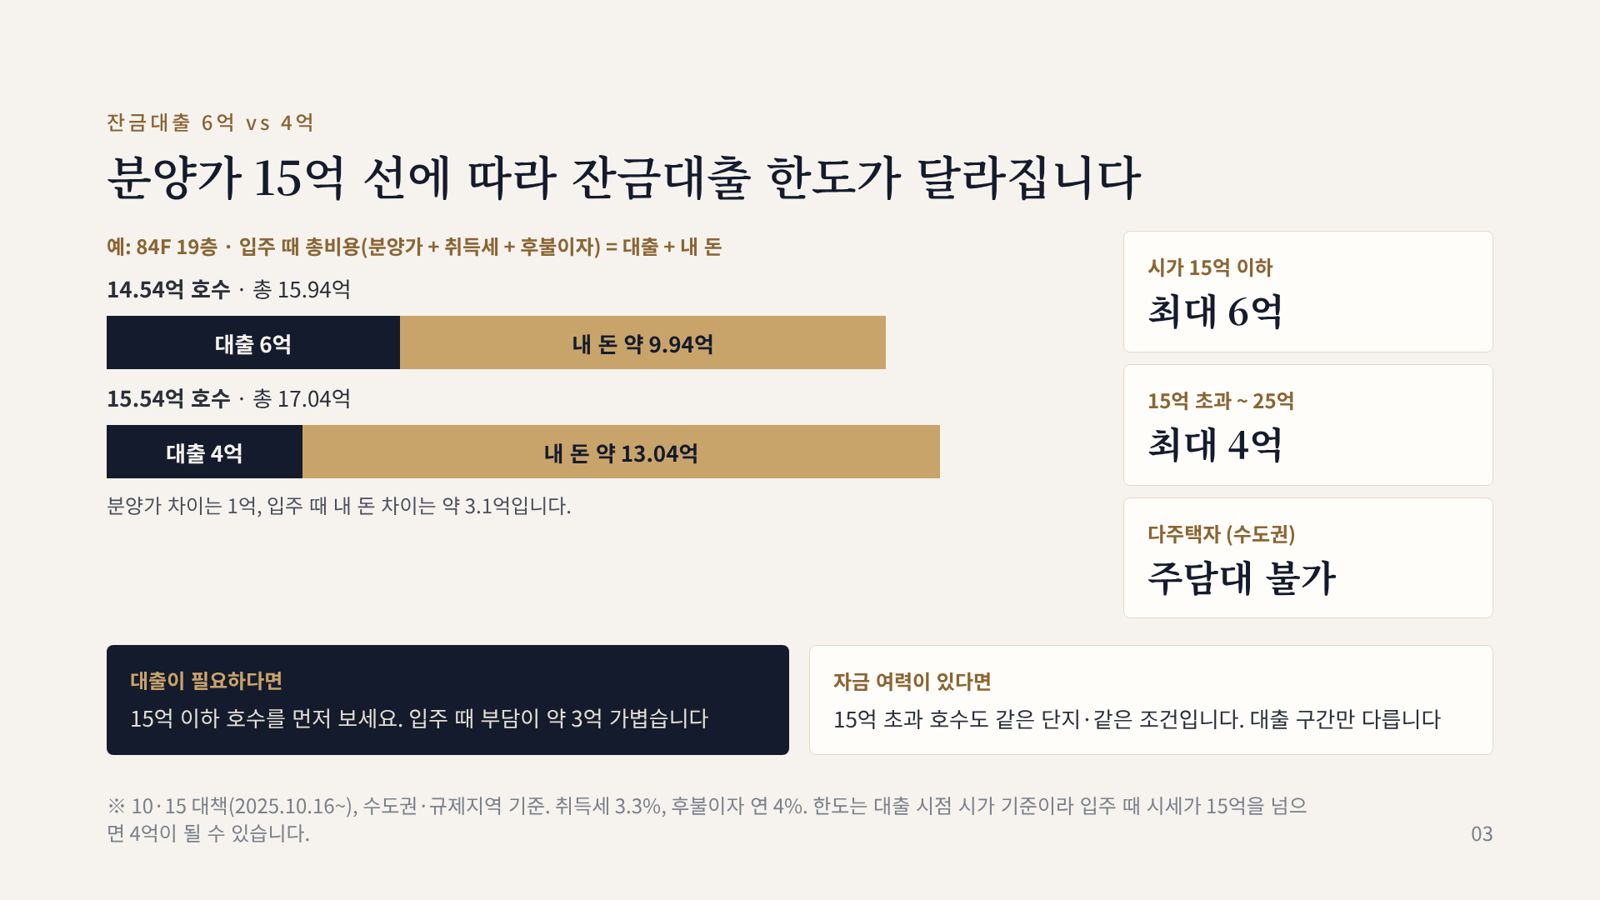 잔금대출 6억 vs 4억
분양가 15억 선에 따라 잔금대출 한도가 달라집니다
예: 84F 19층 · 입주 때 총비용(분양가 + 취득세 + 후불이자) = 대출 + 내 돈
14.54억 호수 · 총 15.94억
대출 6억 내 돈 약 9.94억
15.54억 호수 · 총 17.04억
대출 4억 내 돈 약 13.04억
분양가 차이는 1억, 입주 때 내 돈 차이는 약 3.1억입니다.
시가 15억 이하
최대 6억
15억 초과 ~ 25억
최대 4억
다주택자 (수도권)
주담대 불가
대출이 필요하다면
15억 이하 호수를 먼저 보세요. 입주 때 부담이 약 3억 가볍습니다
자금 여력이 있다면
15억 초과 호수도 같은 단지·같은 조건입니다. 대출 구간만 다릅니다
※ 10·15 대책(2025.10.16~), 수도권·규제지역 기준. 취득세 3.3%, 후불이자 연 4%. 한도는 대출 시점 시가 기준이라 입주 때 시세가 15억을 넘으
면 4억이 될 수 있습니다.
03